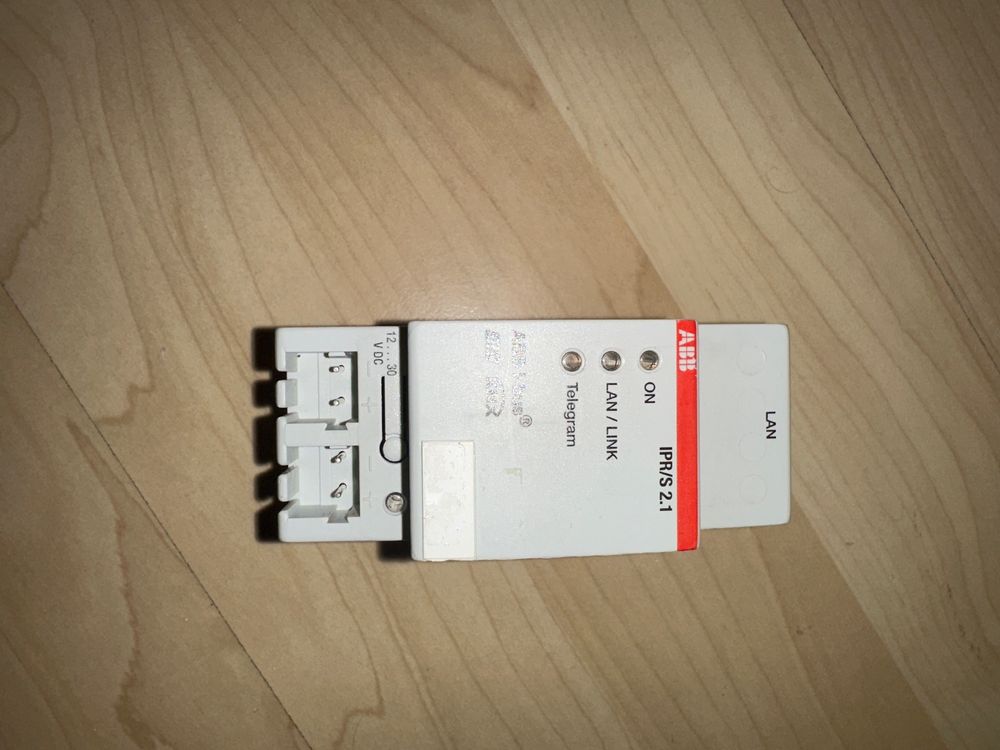 LAN
ABB
IPR/S 2.1
ON
LAN / LINK
Telegram
®
12...30
V DC
− + − +